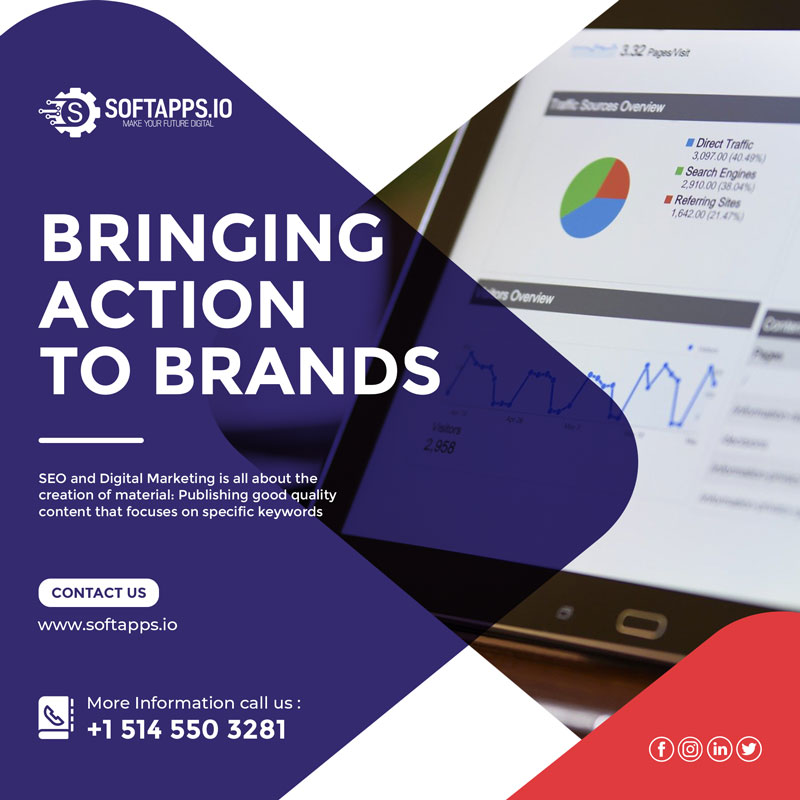 SOFTAPPS.IO
MAKE YOUR FUTURE DIGITAL
BRINGING
ACTION
TO BRANDS
SEO and Digital Marketing is all about the
creation of material: Publishing good quality
content that focuses on specific keywords
CONTACT US
www.softapps.io
More Information call us :
+1 514 550 3281
3.32 Pages/Visit
Traffic Sources Overview
Direct Traffic
3,097.00 (40.49%)
Search Engines
2,910.00 (38.04%)
Referring Sites
1,642.00 (21.47%)
Visitors Overview
Visitors
2,958
Pages